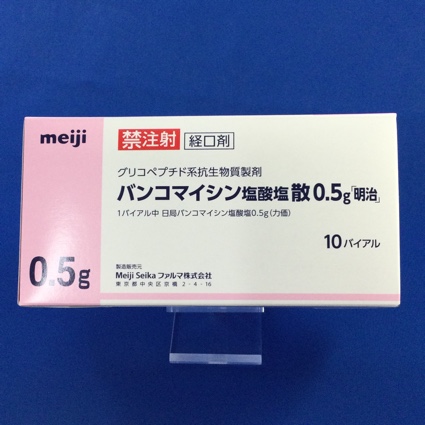 meiji
禁注射 経口剤
グリコペプチド系抗生物質製剤
バンコマイシン塩酸塩散0.5g「明治」
1バイアル中 日局バンコマイシン塩酸塩0.5g(力価)
10バイアル
0.5g
製造販売元
Meiji Seika ファルマ株式会社
東京都中央区京橋 2-4-16